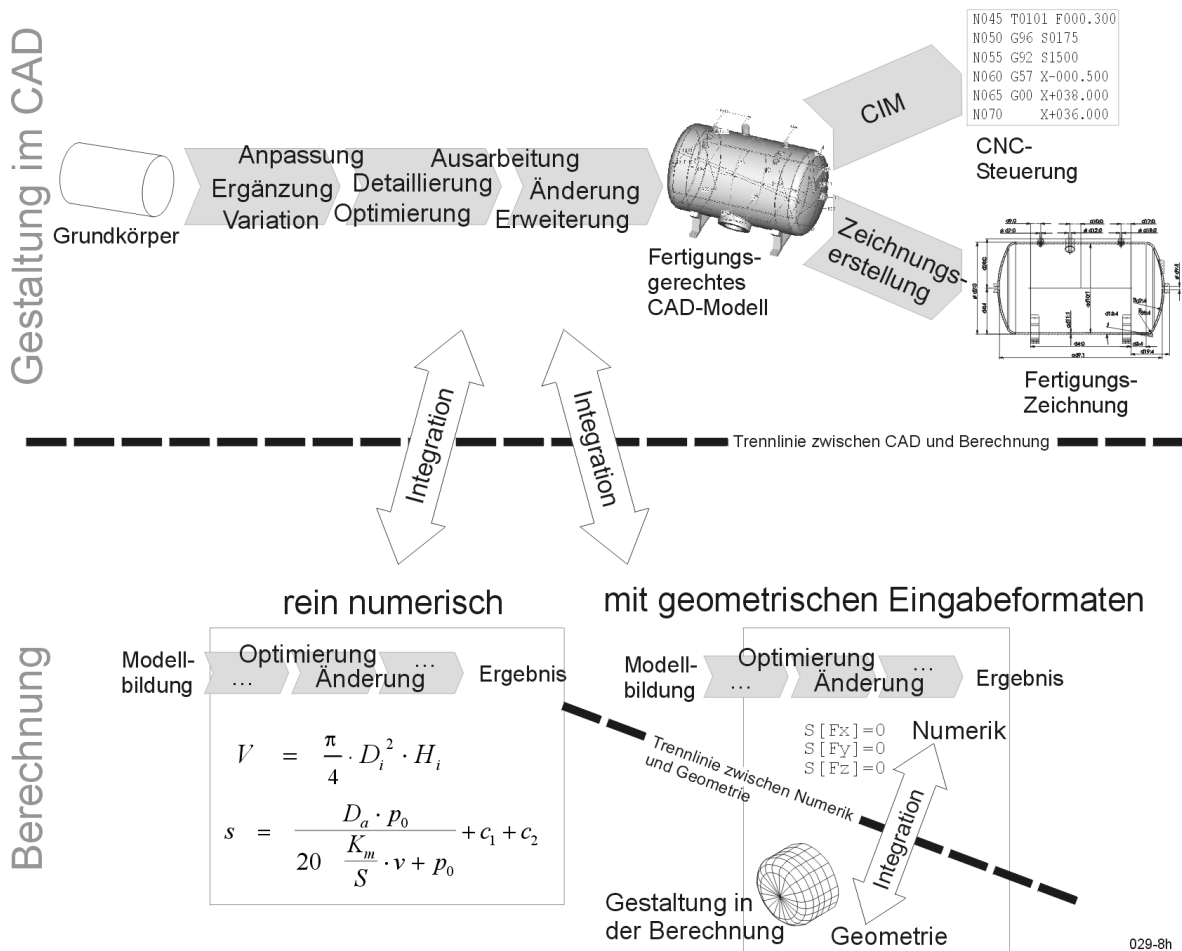 Gestaltung im CAD
Grundkörper
Anpassung
Ergänzung
Variation
Detaillierung
Optimierung
Ausarbeitung
Änderung
Erweiterung
Fertigungs-
gerechtes
CAD-Modell
CIM
Zeichnungs-
erstellung
N045 T0101 F000.300
N050 G96 S0175
N055 G92 S1500
N060 G57 X-000.500
N065 G00 X+038.000
N070 X+036.000
CNC-
Steuerung
Fertigungs-
Zeichnung
Integration
Integration
Trennlinie zwischen CAD und Berechnung
Berechnung
rein numerisch
Modell-
bildung
...
Optimierung
Änderung
...
Ergebnis
V = π/4 · D_i^2 · H_i
s = D_a · p_0 / (20 K_m/S · v + p_0) + c_1 + c_2
mit geometrischen Eingabeformaten
Modell-
bildung
...
Optimierung
Änderung
...
Ergebnis
S[Fx]=0
S[Fy]=0
S[Fz]=0
Numerik
Trennlinie zwischen Numerik
und Geometrie
Integration
Gestaltung in
der Berechnung
Geometrie
029-8h